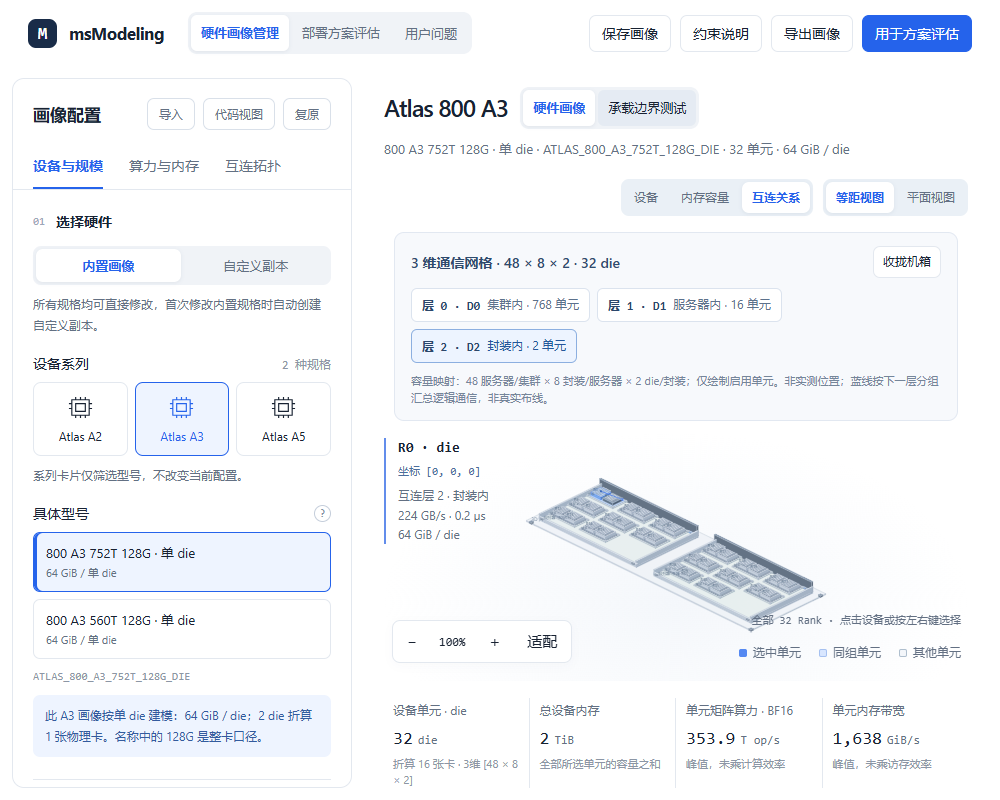 M msModeling 硬件画像管理 部署方案评估 用户问题 保存画像 约束说明 导出画像 用于方案评估
画像配置 导入 代码视图 复原
设备与规模 算力与内存 互连拓扑
01 选择硬件
内置画像 自定义副本
所有规格均可直接修改，首次修改内置规格时自动创建
自定义副本。
设备系列 2 种规格
Atlas A2 Atlas A3 Atlas A5
系列卡片仅筛选型号，不改变当前配置。
具体型号 ?
800 A3 752T 128G · 单 die
64 GiB / 单 die
800 A3 560T 128G · 单 die
64 GiB / 单 die
ATLAS_800_A3_752T_128G_DIE
此 A3 画像按单 die 建模：64 GiB / die；2 die 折算
1 张物理卡。名称中的 128G 是整卡口径。
Atlas 800 A3 硬件画像 承载边界测试
800 A3 752T 128G · 单 die · ATLAS_800_A3_752T_128G_DIE · 32 单元 · 64 GiB / die
设备 内存容量 互连关系 等距视图 平面视图
3 维通信网格 · 48 × 8 × 2 · 32 die 收拢机箱
层 0 · D0 集群内 · 768 单元 层 1 · D1 服务器内 · 16 单元
层 2 · D2 封装内 · 2 单元
容量映射：48 服务器/集群 × 8 封装/服务器 × 2 die/封装；仅绘制启用单元。非实测位置；蓝线按下一层分组
汇总逻辑通信，非真实布线。
R0 · die
坐标 [0, 0, 0]
互连层 2 · 封装内
224 GB/s · 0.2 μs
64 GiB / die
全部 32 Rank · 点击设备或按左右键选择
− 100% + 适配
选中单元 同组单元 其他单元
设备单元 · die 总设备内存 单元矩阵算力 · BF16 单元内存带宽
32 die 2 TiB 353.9 T op/s 1,638 GiB/s
折算 16 张卡 · 3维 [48 × 8 全部所选单元的容量之和 峰值，未乘计算效率 峰值，未乘访存效率
× 2]